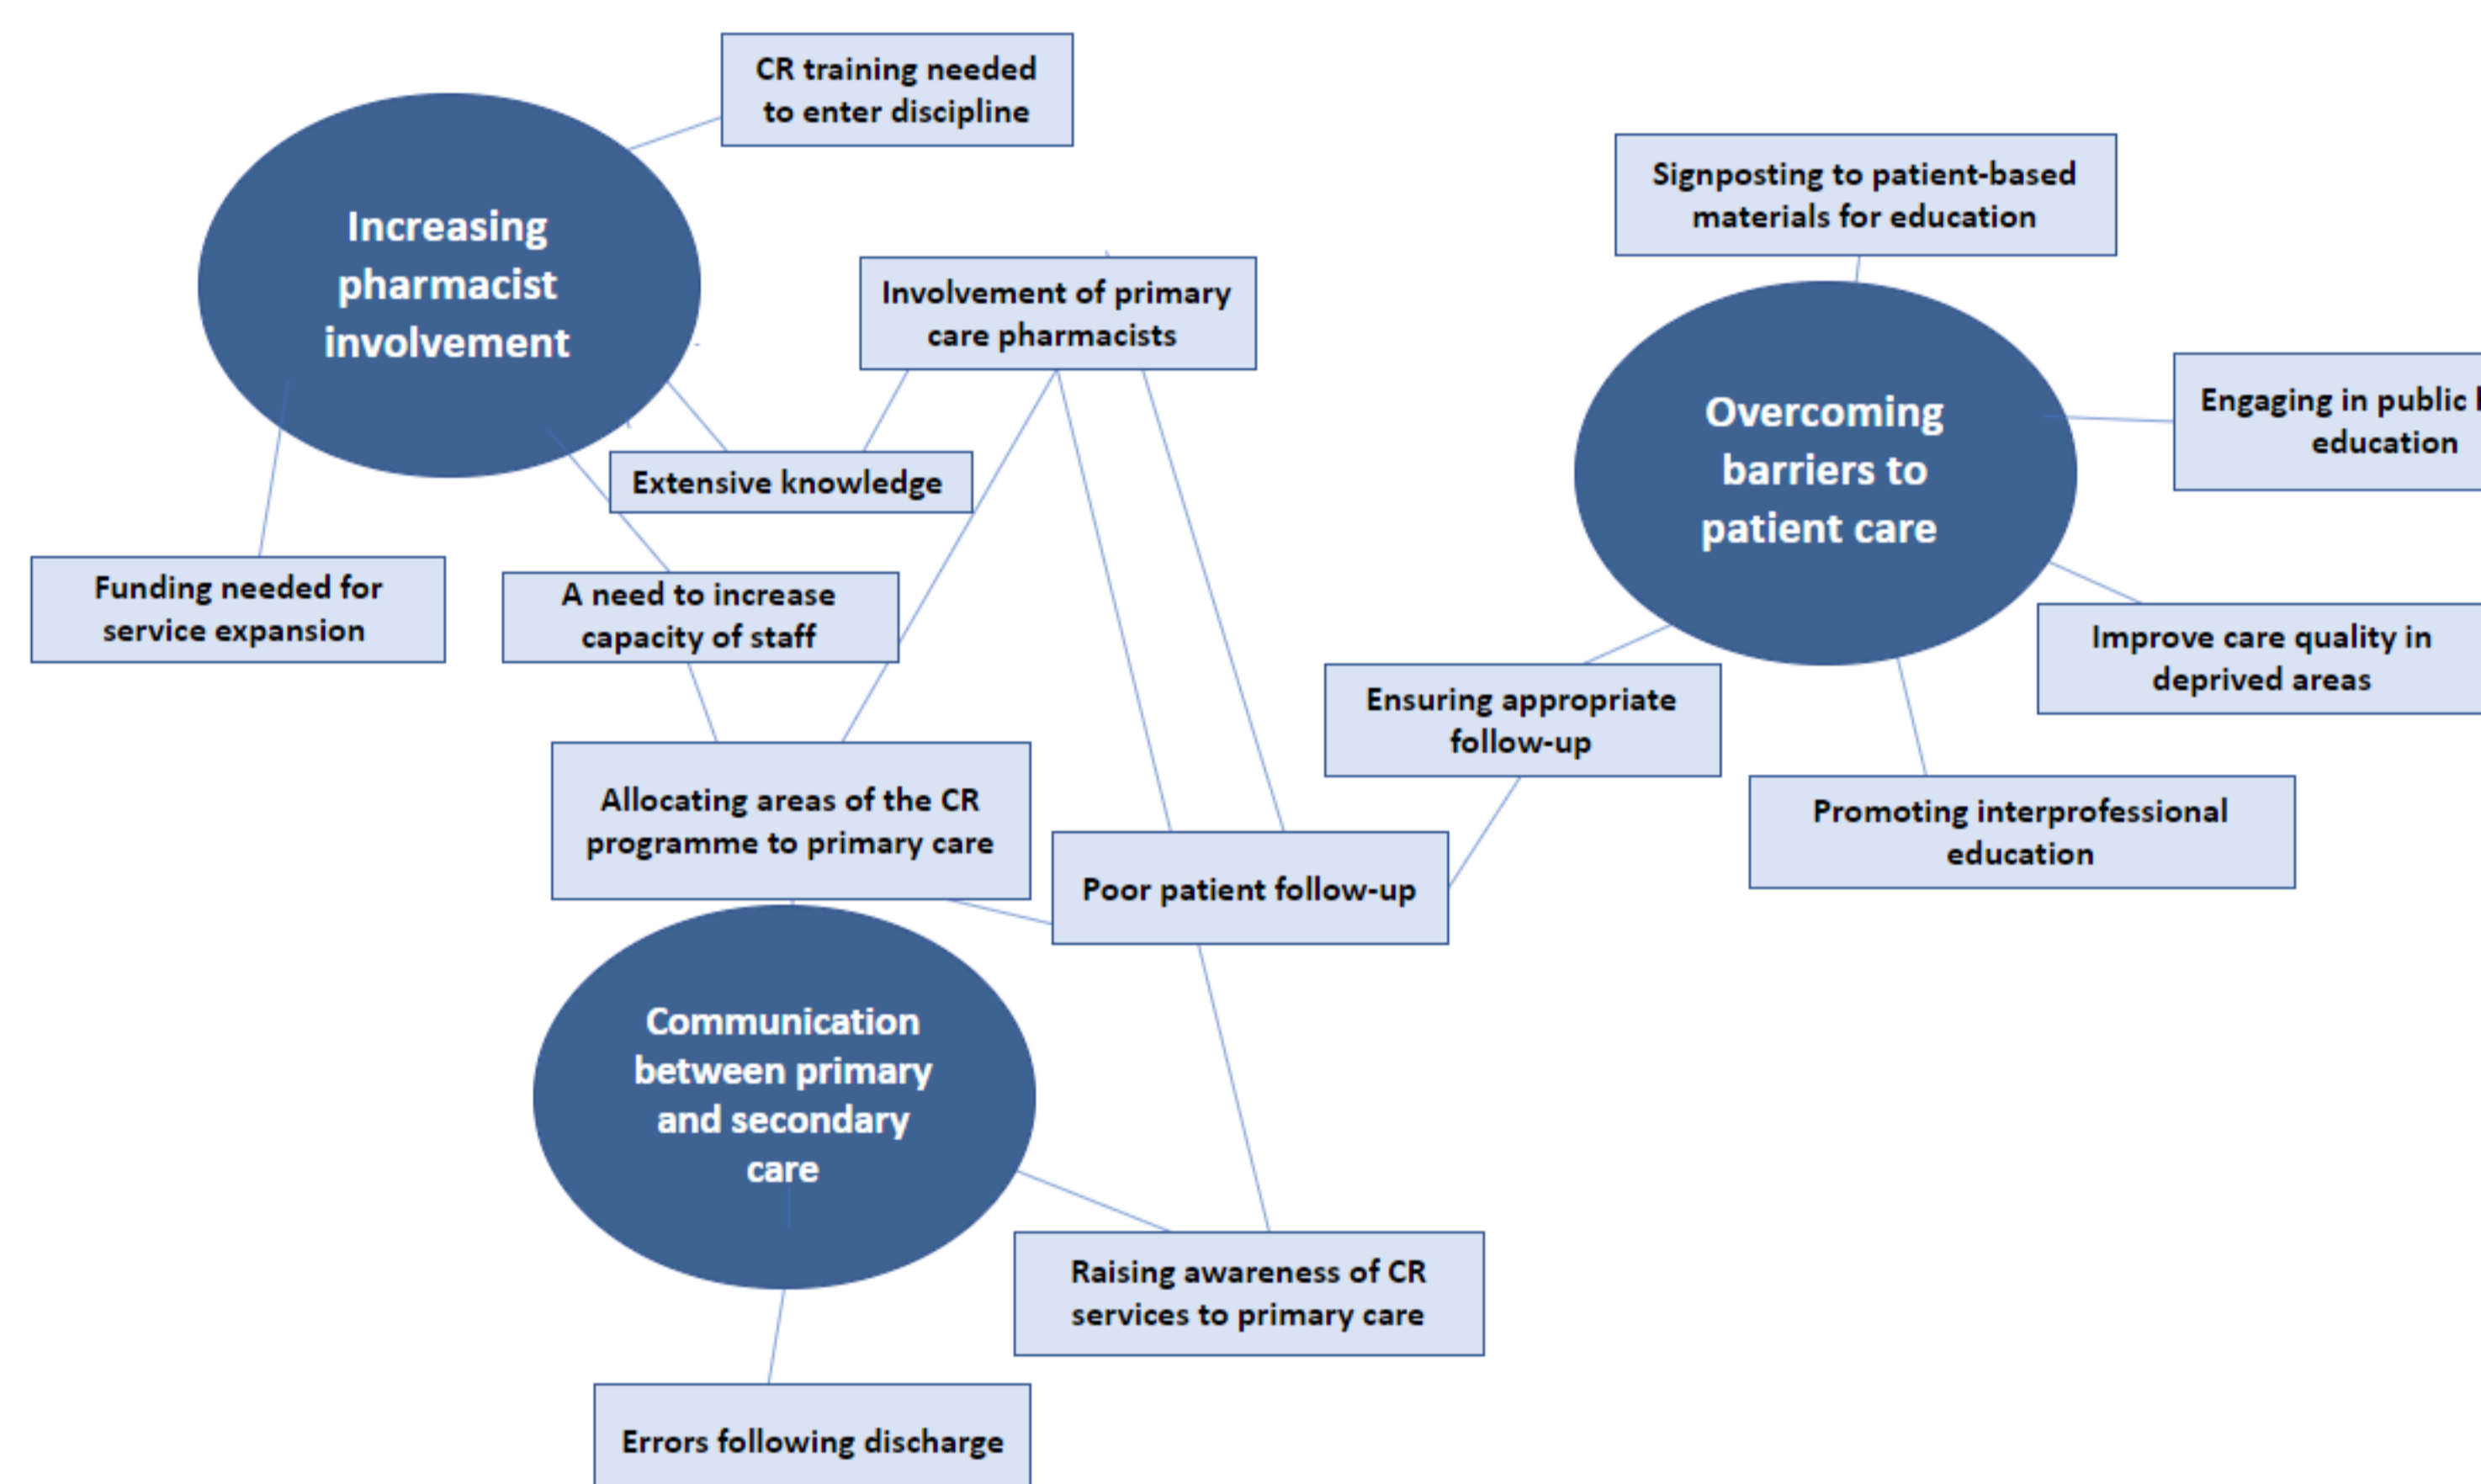 CR training needed
to enter discipline
Increasing
pharmacist
involvement
Signposting to patient-based
materials for education
Involvement of primary
care pharmacists
Overcoming
barriers to
patient care
Engaging in public
education
Extensive knowledge
Funding needed for
service expansion
A need to increase
capacity of staff
Improve care quality in
deprived areas
Ensuring appropriate
follow-up
Allocating areas of the CR
programme to primary care
Promoting interprofessional
education
Poor patient follow-up
Communication
between primary
and secondary
care
Raising awareness of CR
services to primary care
Errors following discharge